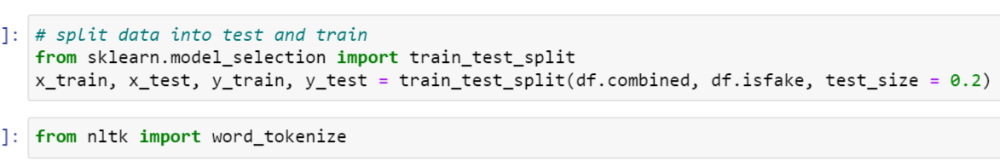 ]: # split data into test and train
from sklearn.model_selection import train_test_split
x_train, x_test, y_train, y_test = train_test_split(df.combined, df.isfake, test_size = 0.2)
]: from nltk import word_tokenize